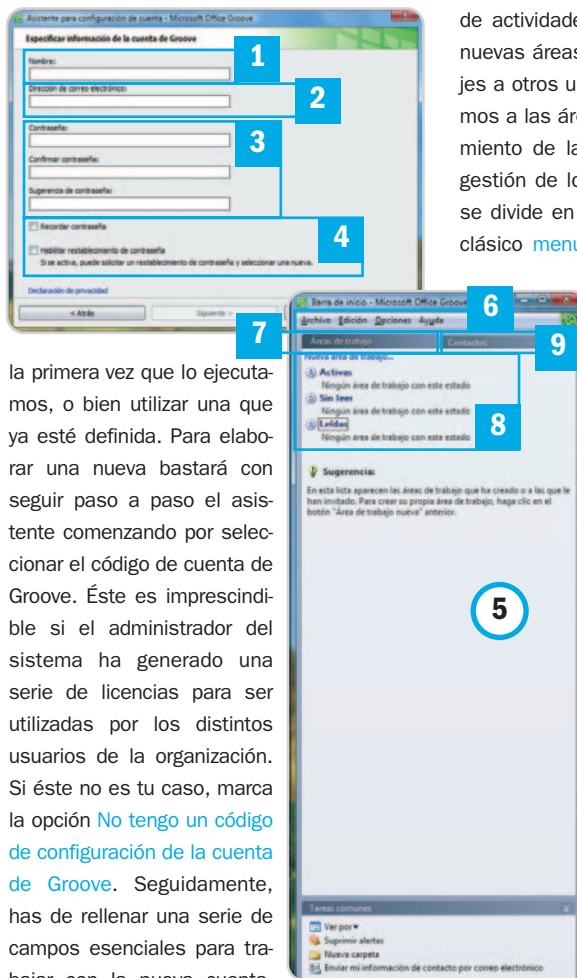 Asistente para configuración de cuenta - Microsoft Office Groove
Especificar información de la cuenta de Groove
Nombre:
1
Dirección de correo electrónico:
2
Contraseña:
3
Confirmar contraseña:
Sugerencia de contraseña:
Recordar contraseña
4
Habilitar restablecimiento de contraseña
Si se activa, puede solicitar un restablecimiento de contraseña y seleccionar una nueva.
Declaración de privacidad
< Atrás
Siguiente >
de actividade
nuevas áreas
jes a otros u
mos a las áre
miento de la
gestión de lo
se divide en
clásico menu
la primera vez que lo ejecuta-
mos, o bien utilizar una que
ya esté definida. Para elabo-
rar una nueva bastará con
seguir paso a paso el asis-
tente comenzando por selec-
cionar el código de cuenta de
Groove. Éste es imprescindi-
ble si el administrador del
sistema ha generado una
serie de licencias para ser
utilizadas por los distintos
usuarios de la organización.
Si éste no es tu caso, marca
la opción No tengo un código
de configuración de la cuenta
de Groove. Seguidamente,
has de rellenar una serie de
campos esenciales para tra-
bajar con la nueva cuenta.
Barra de inicio - Microsoft Office Groove
6
Archivo Edición Opciones Ayuda
7
Áreas de trabajo
Contactos
9
Nueva área de trabajo...
Activas
Ningún área de trabajo con este estado
Sin leer
Ningún área de trabajo con este estado
8
Leídas
Ningún área de trabajo con este estado
Sugerencia:
En esta lista aparecen las áreas de trabajo que ha creado o a las que le
han invitado. Para crear su propia área de trabajo, haga clic en el
botón "Área de trabajo nueva" anterior.
5
Tareas comunes
Ver por
Suprimir alertas
Nueva carpeta
Enviar mi información de contacto por correo electrónico